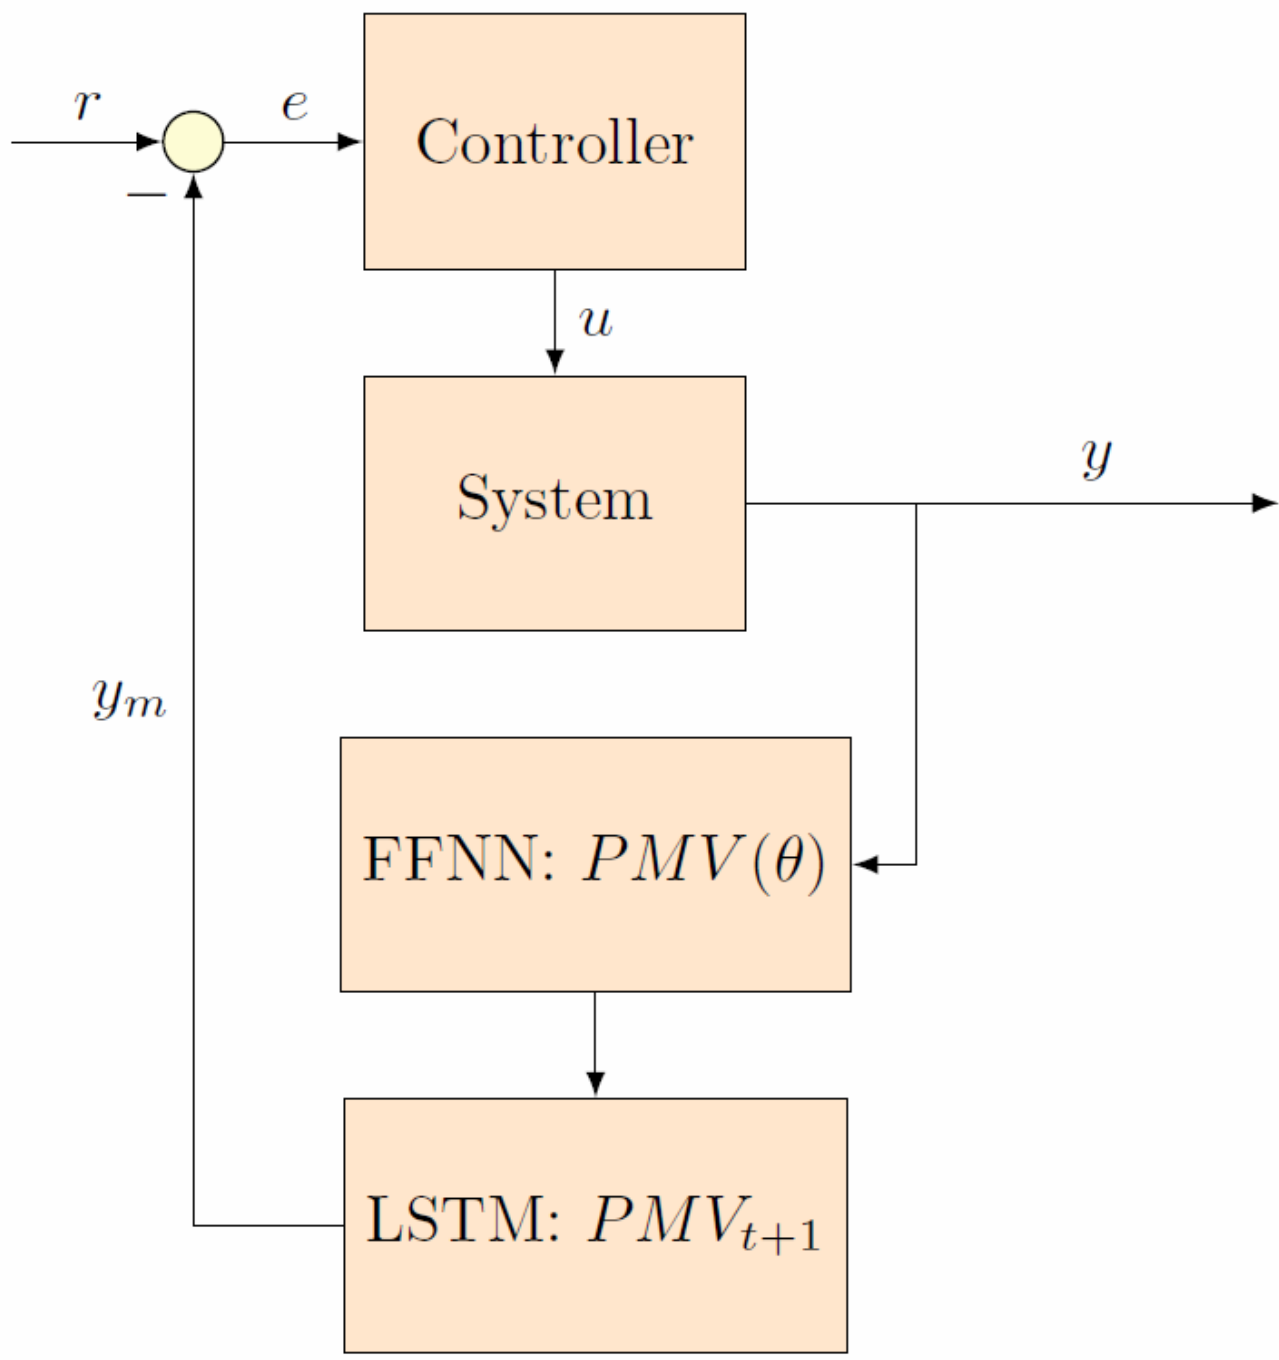 r
e
Controller
−
u
y
System
y_m
FFNN: PMV(θ)
LSTM: PMV_{t+1}